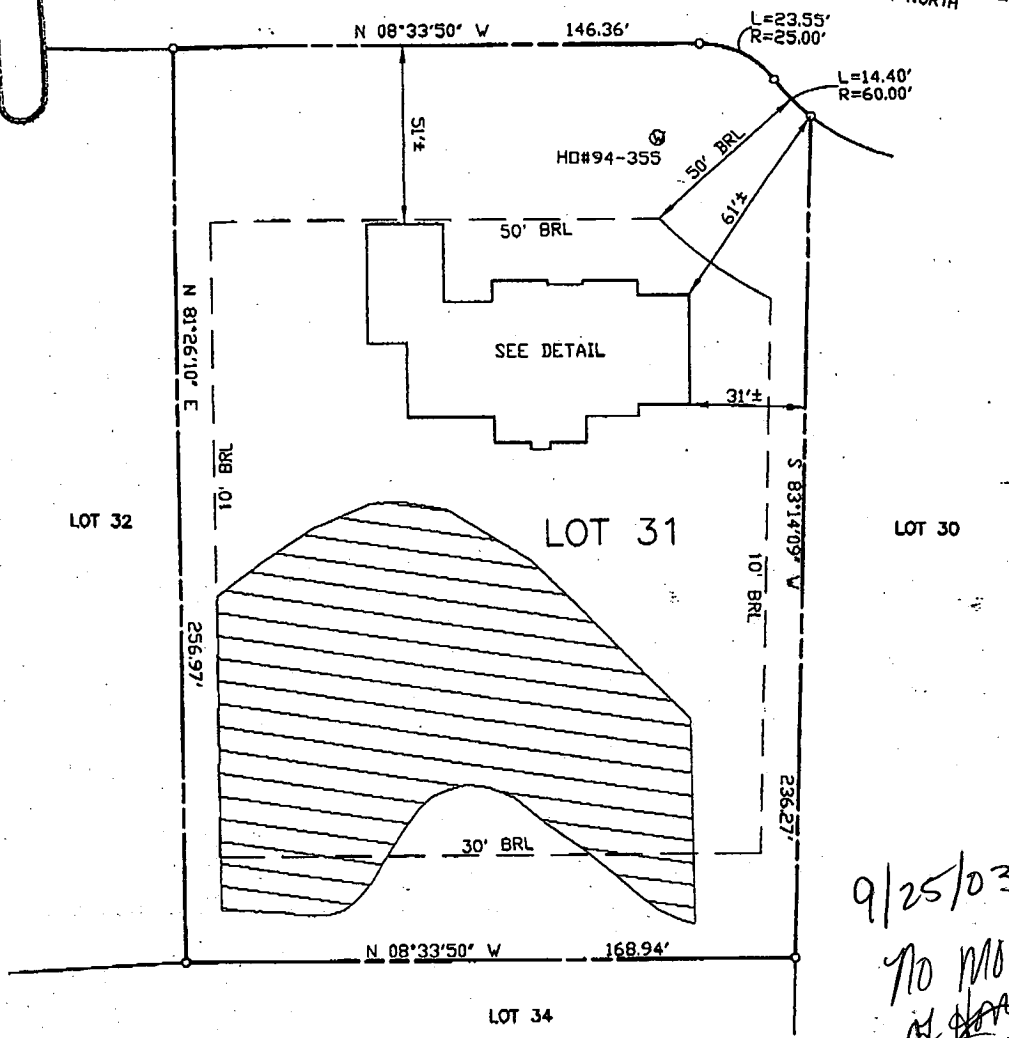 NORTH
N 08°33'50" W 146.36'
L=23.55'
R=25.00'
L=14.40'
R=60.00'
51'±
HD#94-355
50' BRL
61'±
50' BRL
N 81°26'10" E
SEE DETAIL
31'±
10' BRL
S 83°14'09" W
LOT 32
LOT 31
LOT 30
10' BRL
256.97'
236.27'
30' BRL
9/25/03
No
N 08°33'50" W 168.94'
LOT 34